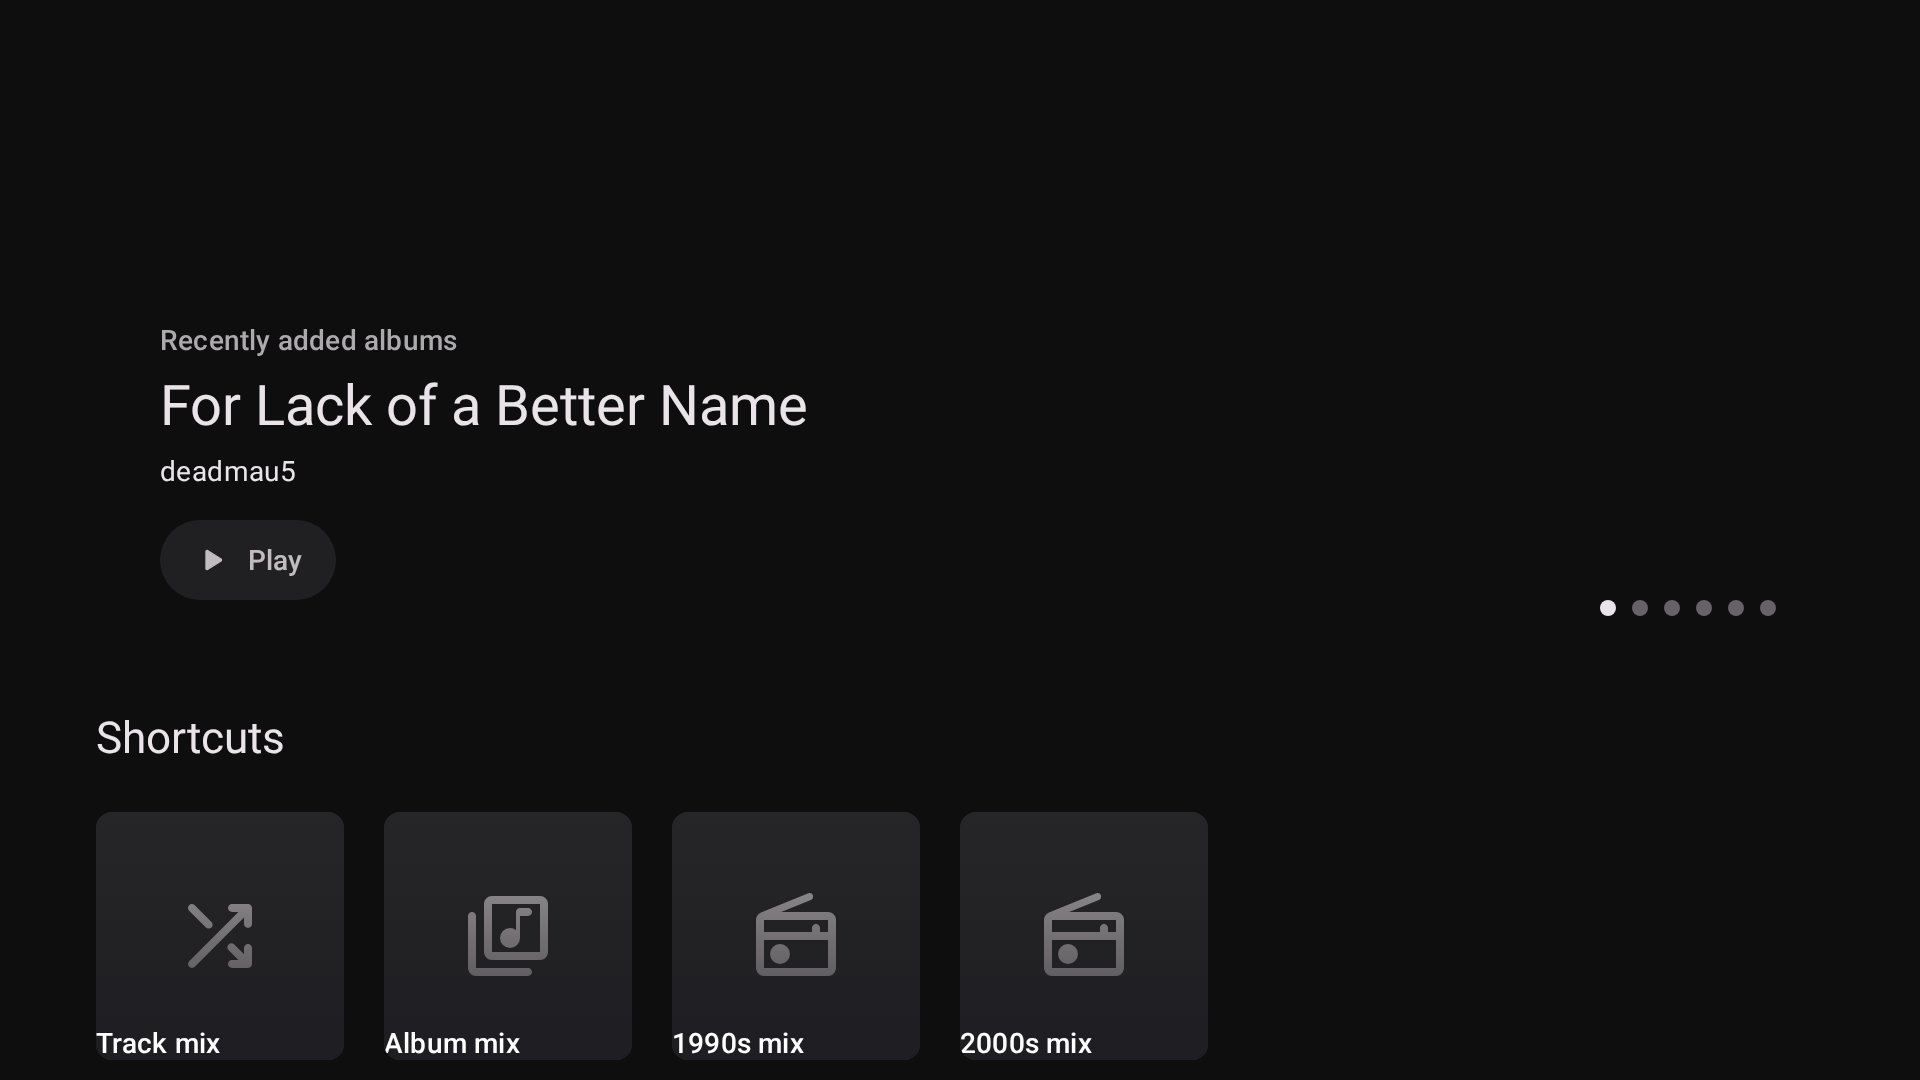 Recently added albums
For Lack of a Better Name
deadmau5
Play
Shortcuts
Track mix
Album mix
1990s mix
2000s mix